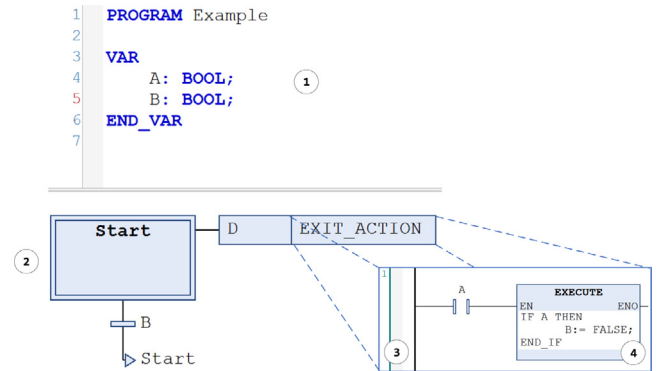 1 PROGRAM Example
2
3 VAR
4 A: BOOL;
5 B: BOOL;
6 END_VAR
7
1
Start
D
EXIT_ACTION
2
B
Start
1
A
EXECUTE
EN ENO
IF A THEN
B:= FALSE;
END_IF
3
4